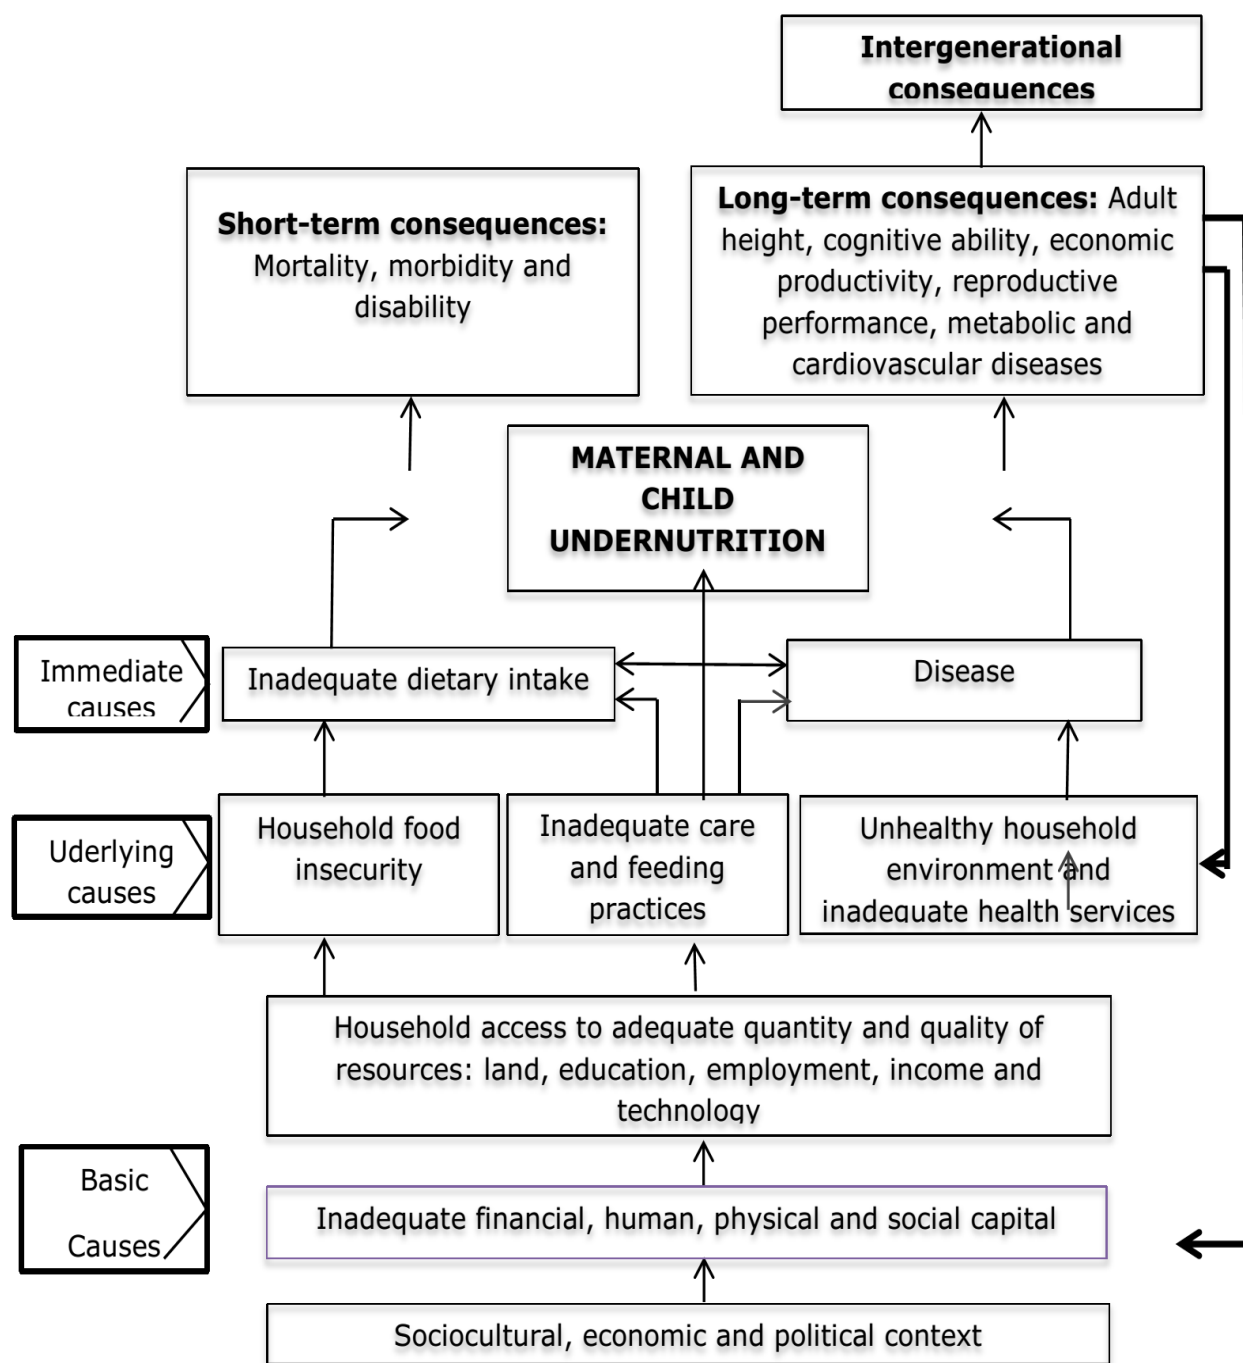 Intergenerational
consequences
Short-term consequences:
Mortality, morbidity and
disability
Long-term consequences: Adult
height, cognitive ability, economic
productivity, reproductive
performance, metabolic and
cardiovascular diseases
MATERNAL AND
CHILD
UNDERNUTRITION
Immediate
causes
Inadequate dietary intake
Disease
Uderlying
causes
Household food
insecurity
Inadequate care
and feeding
practices
Unhealthy household
environment and
inadequate health services
Household access to adequate quantity and quality of
resources: land, education, employment, income and
technology
Basic
Causes
Inadequate financial, human, physical and social capital
Sociocultural, economic and political context